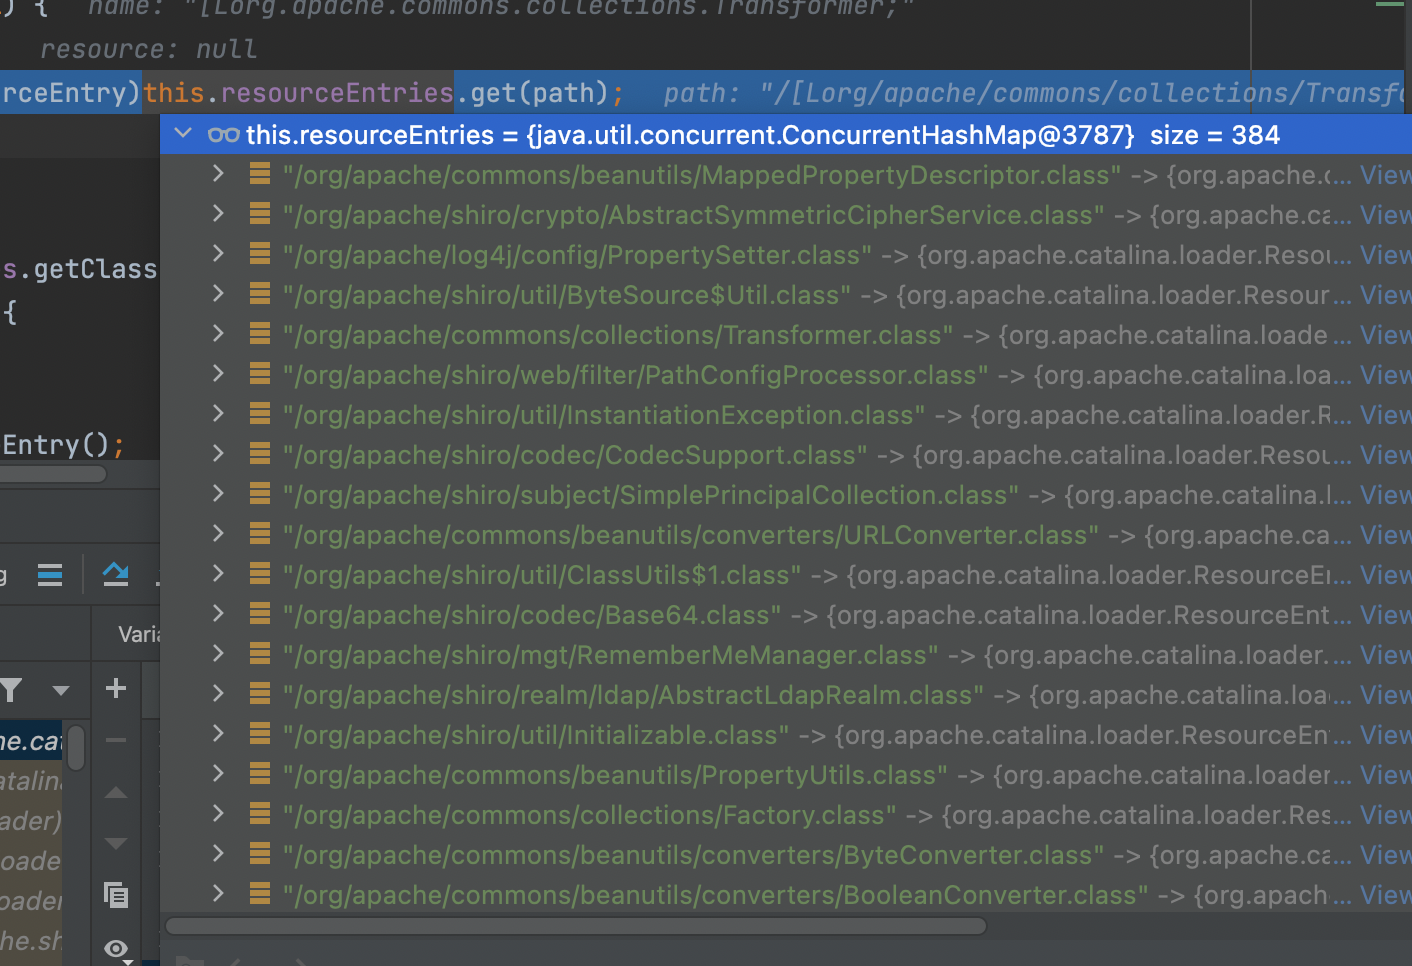 ) {   name: "[Lorg.apache.commons.collections.Transformer;"
resource: null
rceEntry)this.resourceEntries.get(path);   path: "/[Lorg/apache/commons/collections/Transfo
this.resourceEntries = {java.util.concurrent.ConcurrentHashMap@3787}  size = 384
"/org/apache/commons/beanutils/MappedPropertyDescriptor.class" -> {org.apache.c... View
"/org/apache/shiro/crypto/AbstractSymmetricCipherService.class" -> {org.apache.ca... View
"/org/apache/log4j/config/PropertySetter.class" -> {org.apache.catalina.loader.Resou... View
s.getClass
"/org/apache/shiro/util/ByteSource$Util.class" -> {org.apache.catalina.loader.Resour... View
{
"/org/apache/commons/collections/Transformer.class" -> {org.apache.catalina.loade... View
"/org/apache/shiro/web/filter/PathConfigProcessor.class" -> {org.apache.catalina.loa... View
"/org/apache/shiro/util/InstantiationException.class" -> {org.apache.catalina.loader.R... View
Entry();
"/org/apache/shiro/codec/CodecSupport.class" -> {org.apache.catalina.loader.Resou... View
"/org/apache/shiro/subject/SimplePrincipalCollection.class" -> {org.apache.catalina.l... View
"/org/apache/commons/beanutils/converters/URLConverter.class" -> {org.apache.ca... View
g
"/org/apache/shiro/util/ClassUtils$1.class" -> {org.apache.catalina.loader.ResourceEn... View
"/org/apache/shiro/codec/Base64.class" -> {org.apache.catalina.loader.ResourceEnt... View
Varia
"/org/apache/shiro/mgt/RememberMeManager.class" -> {org.apache.catalina.loader.... View
"/org/apache/shiro/realm/ldap/AbstractLdapRealm.class" -> {org.apache.catalina.loa... View
he.cat
"/org/apache/shiro/util/Initializable.class" -> {org.apache.catalina.loader.ResourceEn... View
atalina
"/org/apache/commons/beanutils/PropertyUtils.class" -> {org.apache.catalina.loader... View
ader)
"/org/apache/commons/collections/Factory.class" -> {org.apache.catalina.loader.Res... View
loade
"/org/apache/commons/beanutils/converters/ByteConverter.class" -> {org.apache.ca... View
oader
"/org/apache/commons/beanutils/converters/BooleanConverter.class" -> {org.apach... View
he.sh